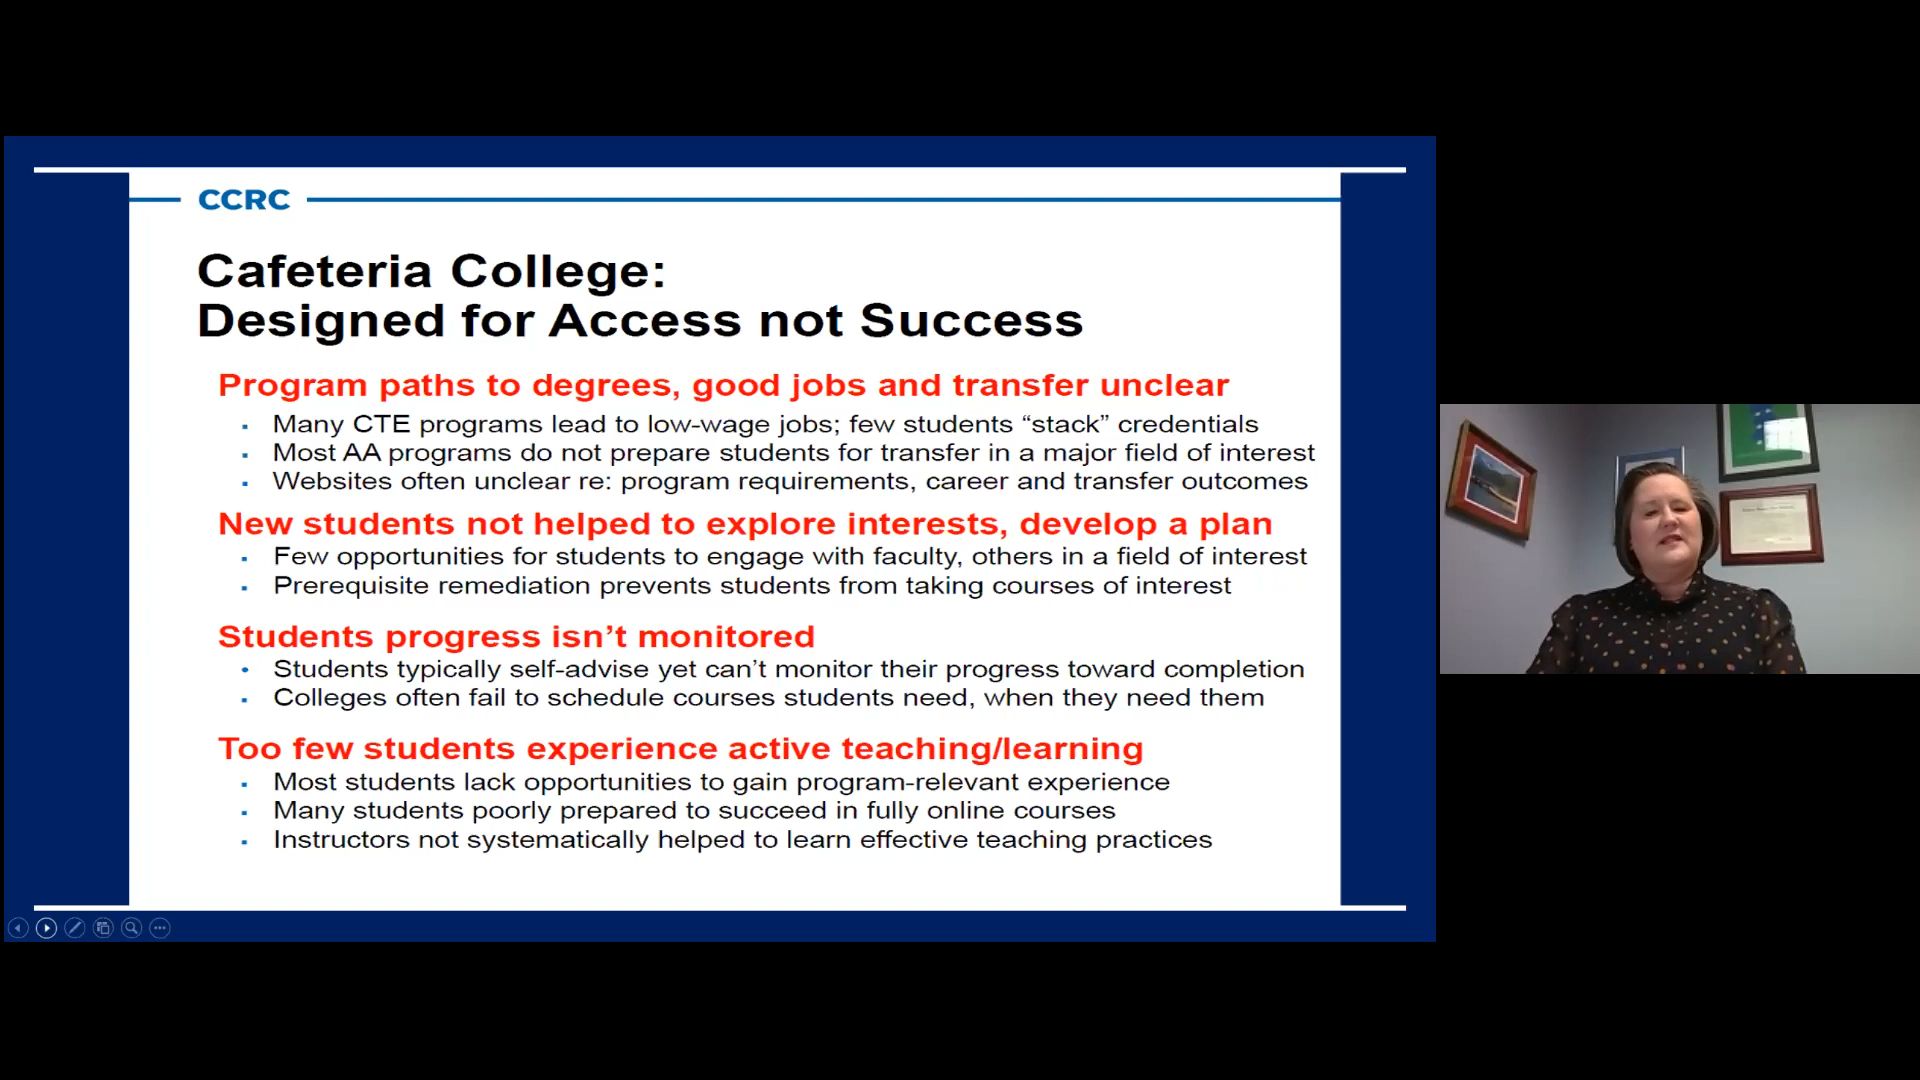 CCRC
Cafeteria College:
Designed for Access not Success
Program paths to degrees, good jobs and transfer unclear
Many CTE programs lead to low-wage jobs; few students “stack” credentials
Most AA programs do not prepare students for transfer in a major field of interest
Websites often unclear re: program requirements, career and transfer outcomes
New students not helped to explore interests, develop a plan
Few opportunities for students to engage with faculty, others in a field of interest
Prerequisite remediation prevents students from taking courses of interest
Students progress isn’t monitored
Students typically self-advise yet can’t monitor their progress toward completion
Colleges often fail to schedule courses students need, when they need them
Too few students experience active teaching/learning
Most students lack opportunities to gain program-relevant experience
Many students poorly prepared to succeed in fully online courses
Instructors not systematically helped to learn effective teaching practices